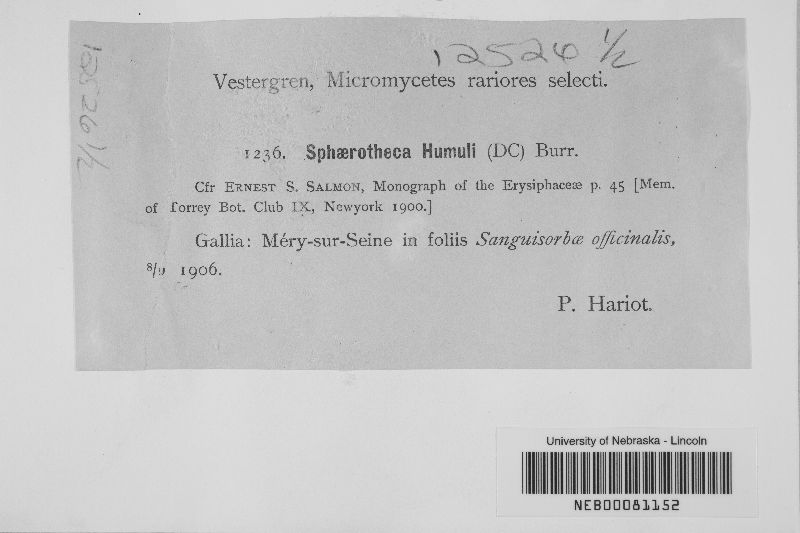 12526 1/2
12526 1/2
Vestergren, Micromycetes rariores selecti.
1236. Sphærotheca Humuli (DC) Burr.
Cfr ERNEST S. SALMON, Monograph of the Erysiphaceæ p. 45 [Mem.
of Torrey Bot. Club IX, Newyork 1900.]
Gallia: Méry-sur-Seine in foliis Sanguisorbæ officinalis,
8/9 1906.
P. Hariot.
University of Nebraska - Lincoln
NEB00081152